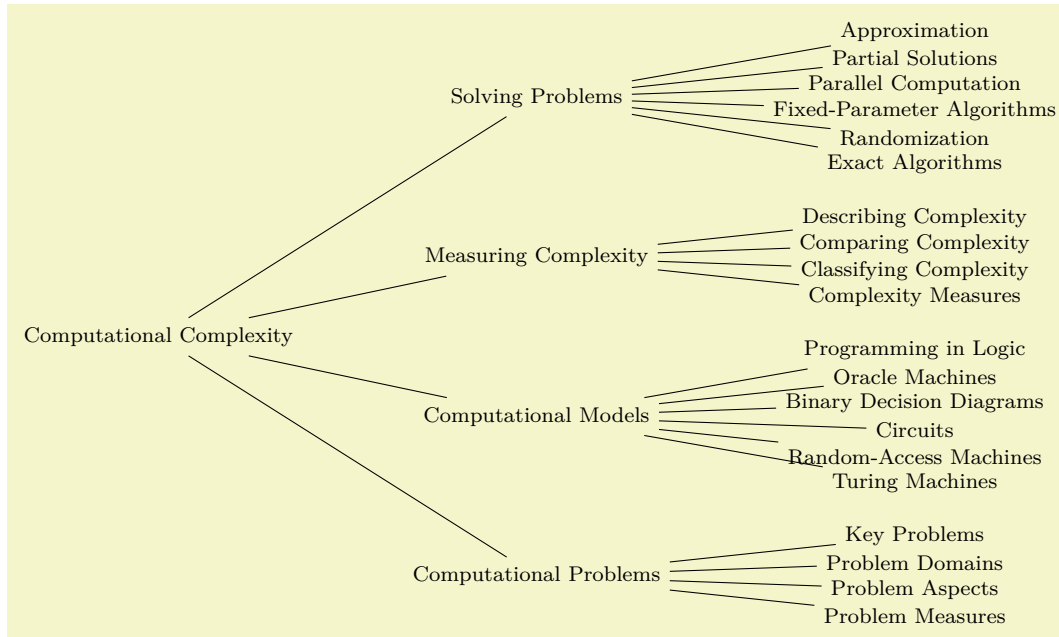 Computational Complexity
Solving Problems
Approximation
Partial Solutions
Parallel Computation
Fixed-Parameter Algorithms
Randomization
Exact Algorithms
Measuring Complexity
Describing Complexity
Comparing Complexity
Classifying Complexity
Complexity Measures
Computational Models
Programming in Logic
Oracle Machines
Binary Decision Diagrams
Circuits
Random-Access Machines
Turing Machines
Computational Problems
Key Problems
Problem Domains
Problem Aspects
Problem Measures